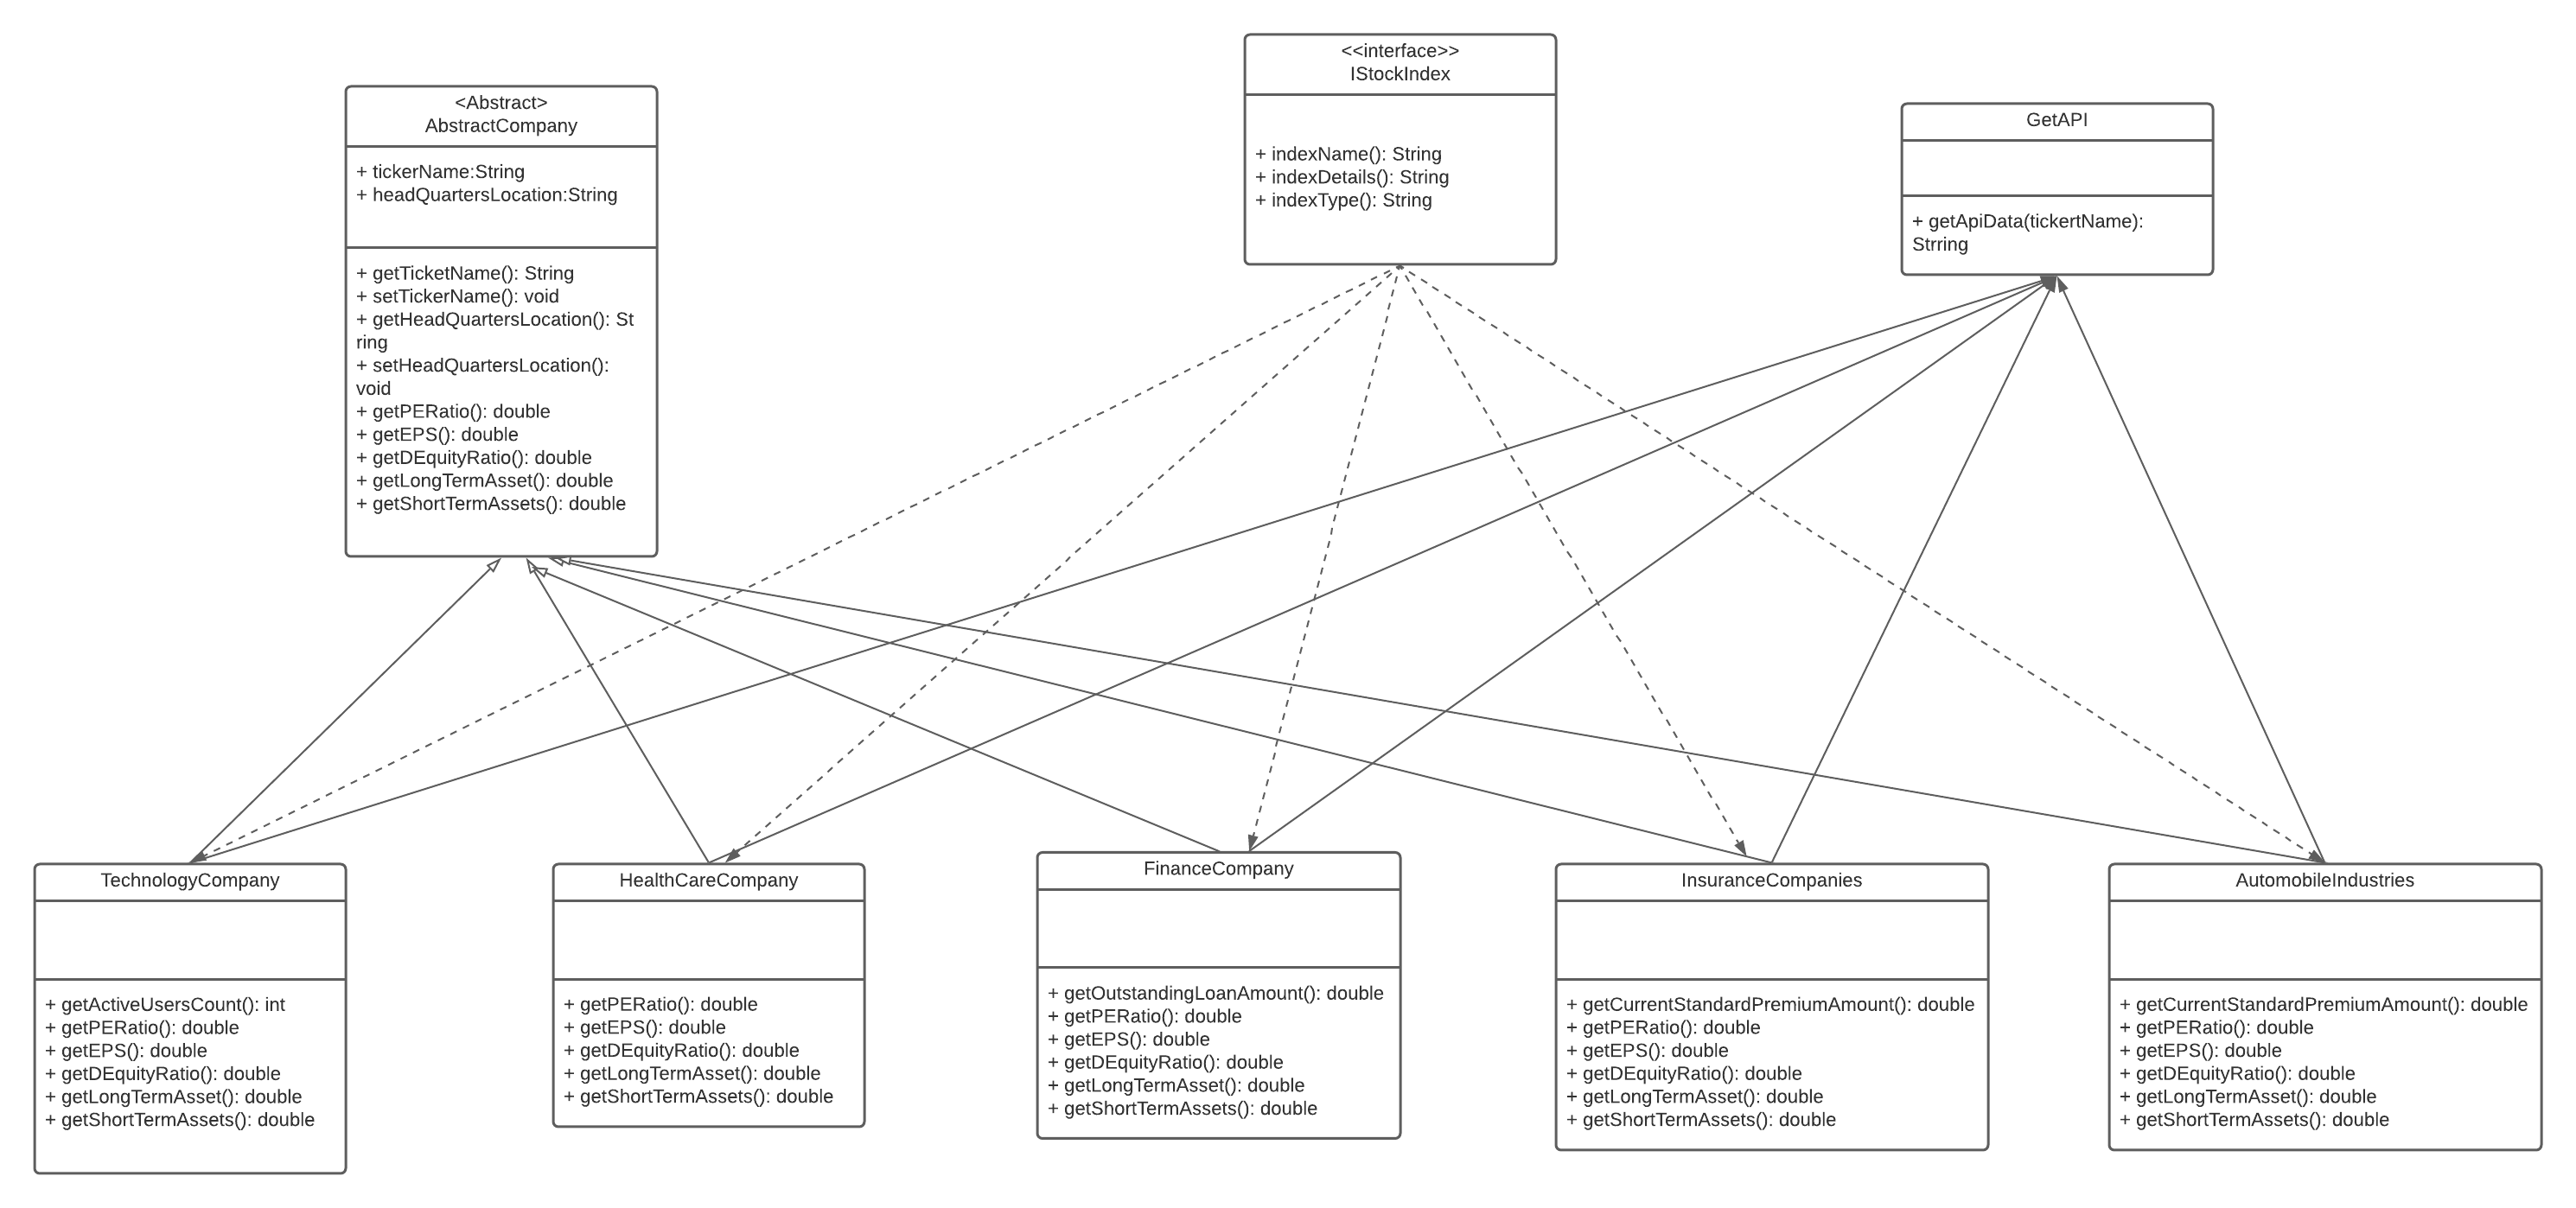 <Abstract>
AbstractCompany
+ tickerName:String
+ headQuartersLocation:String
+ getTicketName(): String
+ setTickerName(): void
+ getHeadQuartersLocation(): St
ring
+ setHeadQuartersLocation():
void
+ getPERatio(): double
+ getEPS(): double
+ getDEquityRatio(): double
+ getLongTermAsset(): double
+ getShortTermAssets(): double
<<interface>>
IStockIndex
+ indexName(): String
+ indexDetails(): String
+ indexType(): String
GetAPI
+ getApiData(tickertName):
Strring
TechnologyCompany
+ getActiveUsersCount(): int
+ getPERatio(): double
+ getEPS(): double
+ getDEquityRatio(): double
+ getLongTermAsset(): double
+ getShortTermAssets(): double
HealthCareCompany
+ getPERatio(): double
+ getEPS(): double
+ getDEquityRatio(): double
+ getLongTermAsset(): double
+ getShortTermAssets(): double
FinanceCompany
+ getOutstandingLoanAmount(): double
+ getPERatio(): double
+ getEPS(): double
+ getDEquityRatio(): double
+ getLongTermAsset(): double
+ getShortTermAssets(): double
InsuranceCompanies
+ getCurrentStandardPremiumAmount(): double
+ getPERatio(): double
+ getEPS(): double
+ getDEquityRatio(): double
+ getLongTermAsset(): double
+ getShortTermAssets(): double
AutomobileIndustries
+ getCurrentStandardPremiumAmount(): double
+ getPERatio(): double
+ getEPS(): double
+ getDEquityRatio(): double
+ getLongTermAsset(): double
+ getShortTermAssets(): double